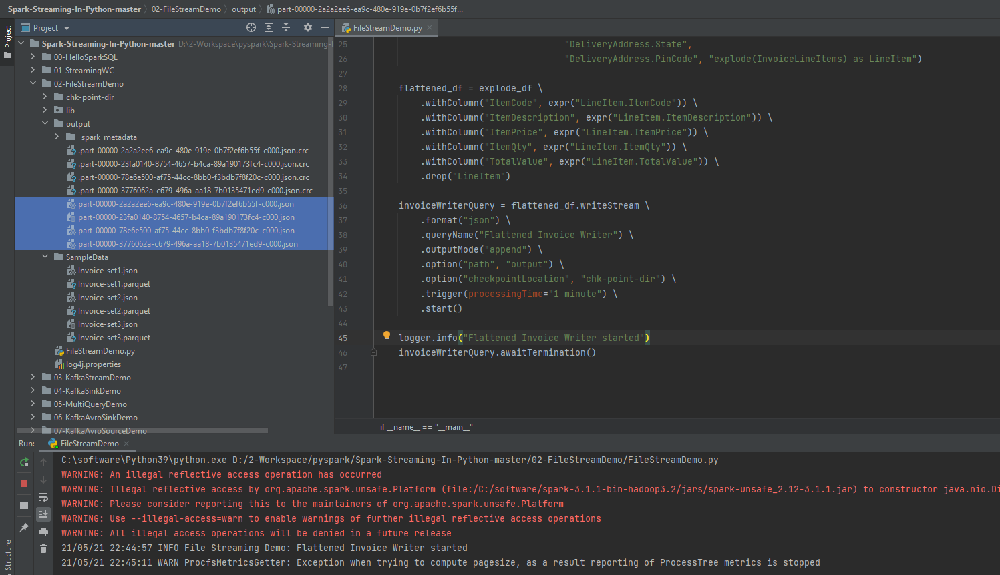 Spark-Streaming-In-Python-master 02-FileStreamDemo output part-00000-2a2a2ee6-ea9c-480e-919e-0b7f2ef6b55f...
Project
Project
Spark-Streaming-In-Python-master D:\2-Workspace\pyspark\Spark-Streaming-I
00-HelloSparkSQL
01-StreamingWC
02-FileStreamDemo
chk-point-dir
lib
output
_spark_metadata
.part-00000-2a2a2ee6-ea9c-480e-919e-0b7f2ef6b55f-c000.json.crc
.part-00000-23fa0140-8754-4657-b4ca-89a190173fc4-c000.json.crc
.part-00000-78e6e500-af75-44cc-8bb0-f3bdb7f8f20c-c000.json.crc
.part-00000-3776062a-c679-496a-aa18-7b0135471ed9-c000.json.crc
part-00000-2a2a2ee6-ea9c-480e-919e-0b7f2ef6b55f-c000.json
part-00000-23fa0140-8754-4657-b4ca-89a190173fc4-c000.json
part-00000-78e6e500-af75-44cc-8bb0-f3bdb7f8f20c-c000.json
part-00000-3776062a-c679-496a-aa18-7b0135471ed9-c000.json
SampleData
Invoice-set1.json
Invoice-set1.parquet
Invoice-set2.json
Invoice-set2.parquet
Invoice-set3.json
Invoice-set3.parquet
FileStreamDemo.py
log4j.properties
03-KafkaStreamDemo
04-KafkaSinkDemo
05-MultiQueryDemo
06-KafkaAvroSinkDemo
07-KafkaAvroSourceDemo
FileStreamDemo.py
25 "DeliveryAddress.State",
26 "DeliveryAddress.PinCode", "explode(InvoiceLineItems) as LineItem")
27
28 flattened_df = explode_df \
29 .withColumn("ItemCode", expr("LineItem.ItemCode")) \
30 .withColumn("ItemDescription", expr("LineItem.ItemDescription")) \
31 .withColumn("ItemPrice", expr("LineItem.ItemPrice")) \
32 .withColumn("ItemQty", expr("LineItem.ItemQty")) \
33 .withColumn("TotalValue", expr("LineItem.TotalValue")) \
34 .drop("LineItem")
35
36 invoiceWriterQuery = flattened_df.writeStream \
37 .format("json") \
38 .queryName("Flattened Invoice Writer") \
39 .outputMode("append") \
40 .option("path", "output") \
41 .option("checkpointLocation", "chk-point-dir") \
42 .trigger(processingTime="1 minute") \
43 .start()
44
45 logger.info("Flattened Invoice Writer started")
46 invoiceWriterQuery.awaitTermination()
47
if __name__ == "__main__"
Run: FileStreamDemo
C:\software\Python39\python.exe D:/2-Workspace/pyspark/Spark-Streaming-In-Python-master/02-FileStreamDemo/FileStreamDemo.py
WARNING: An illegal reflective access operation has occurred
WARNING: Illegal reflective access by org.apache.spark.unsafe.Platform (file:/C:/software/spark-3.1.1-bin-hadoop3.2/jars/spark-unsafe_2.12-3.1.1.jar) to constructor java.nio.Di
WARNING: Please consider reporting this to the maintainers of org.apache.spark.unsafe.Platform
WARNING: Use --illegal-access=warn to enable warnings of further illegal reflective access operations
WARNING: All illegal access operations will be denied in a future release
21/05/21 22:44:57 INFO File Streaming Demo: Flattened Invoice Writer started
21/05/21 22:45:11 WARN ProcfsMetricsGetter: Exception when trying to compute pagesize, as a result reporting of ProcessTree metrics is stopped
Structure